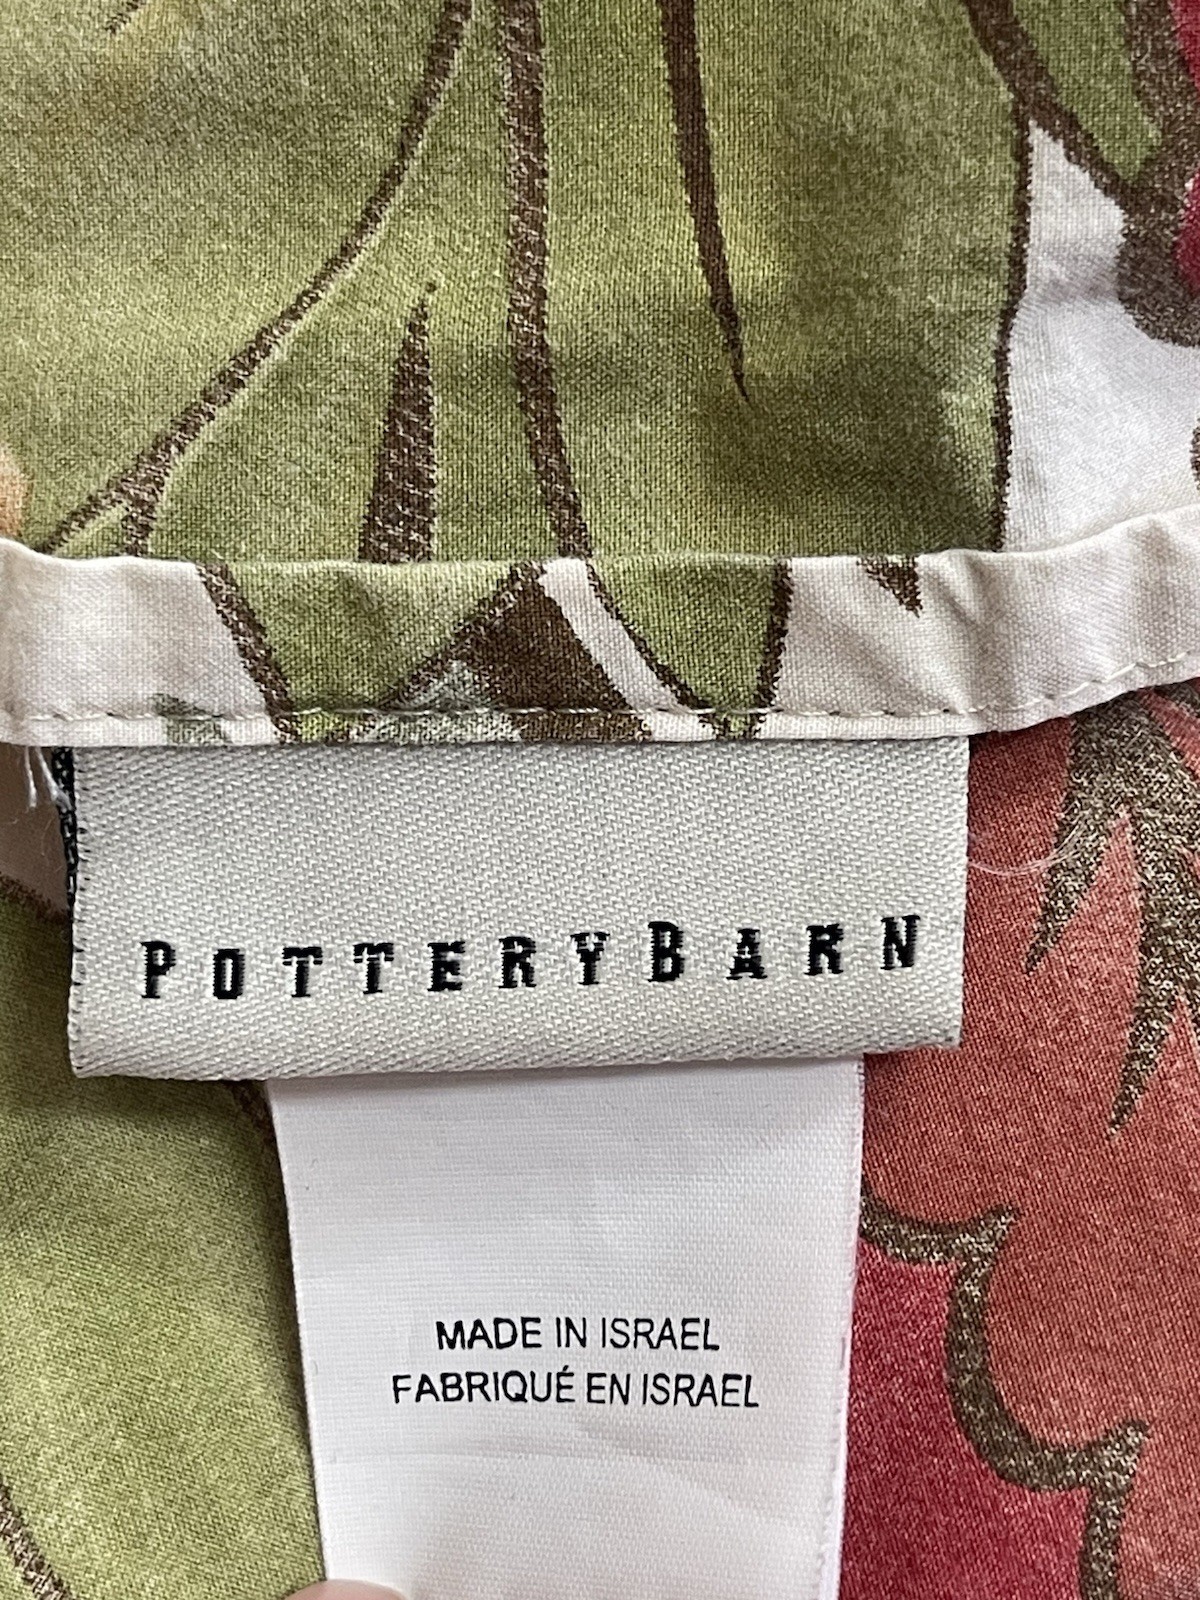 POTTERYBARN
MADE IN ISRAEL
FABRIQUÉ EN ISRAEL